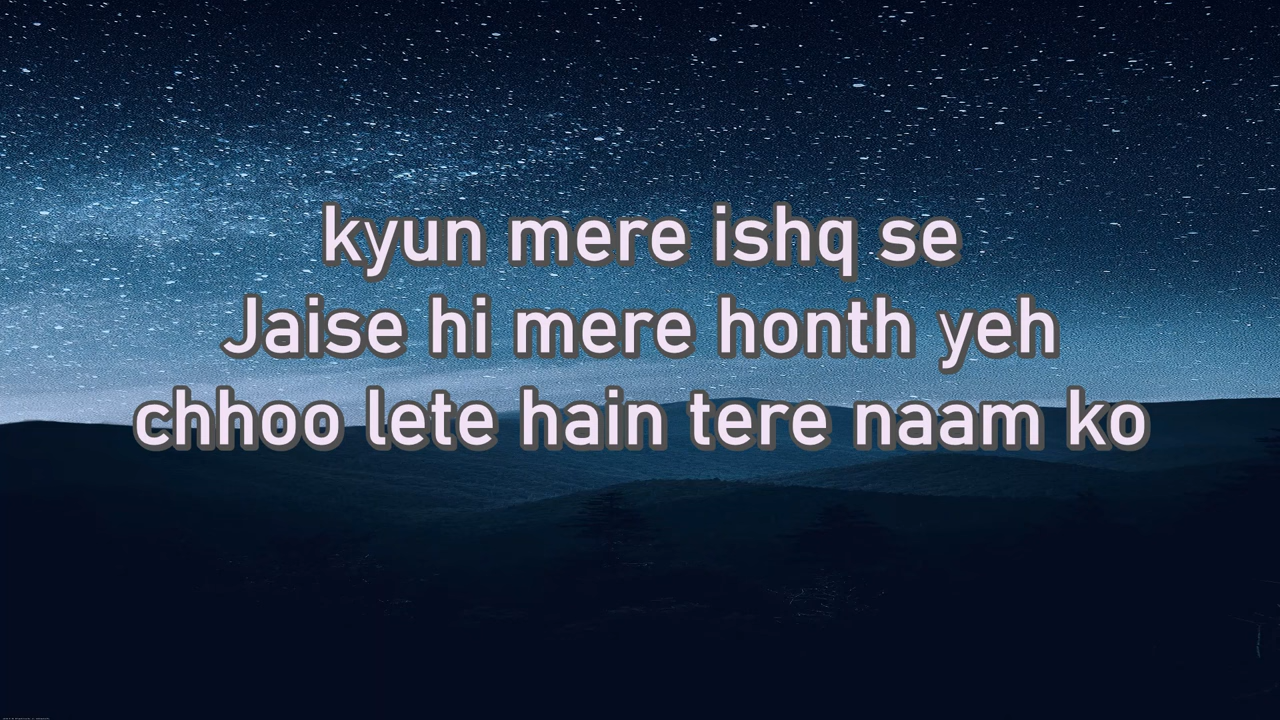 kyun mere ishq se
Jaise hi mere honth yeh
chhoo lete hain tere naam ko